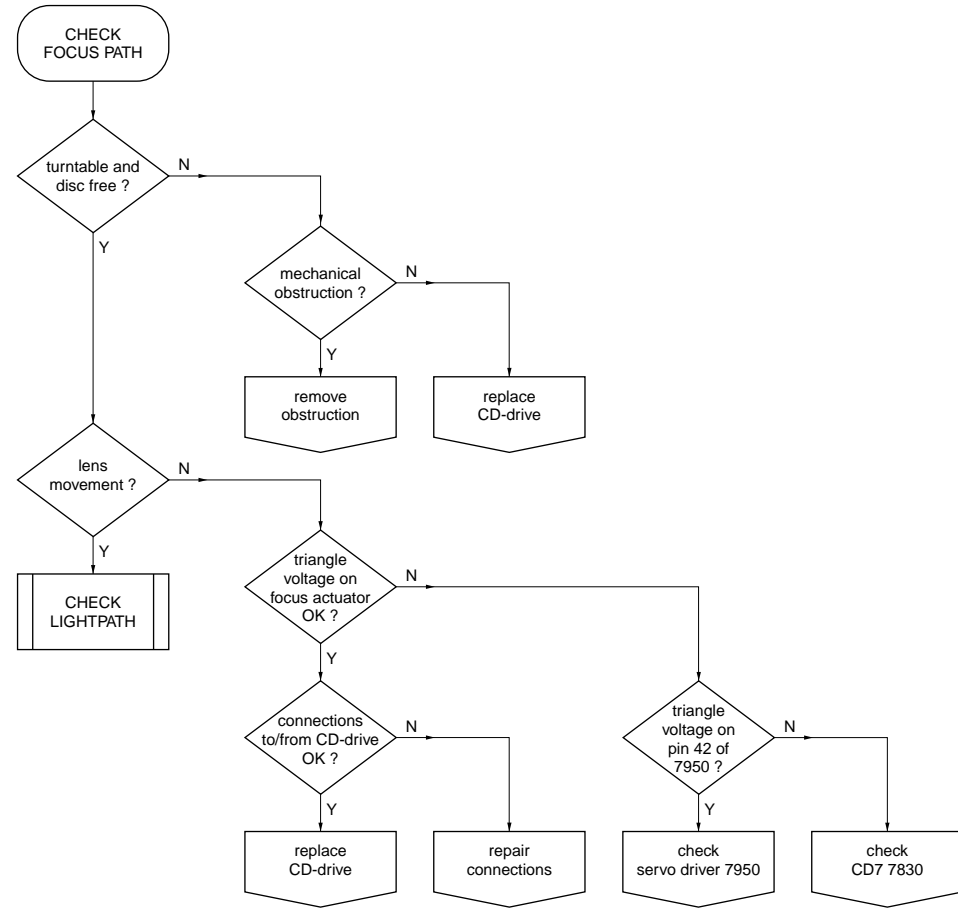 CHECK
FOCUS PATH
turntable and
disc free ?
N
Y
mechanical
obstruction ?
N
Y
remove
obstruction
replace
CD-drive
lens
movement ?
N
Y
CHECK
LIGHTPATH
triangle
voltage on
focus actuator
OK ?
N
Y
connections
to/from CD-drive
OK ?
N
Y
triangle
voltage on
pin 42 of
7950 ?
N
Y
replace
CD-drive
repair
connections
check
servo driver 7950
check
CD7 7830